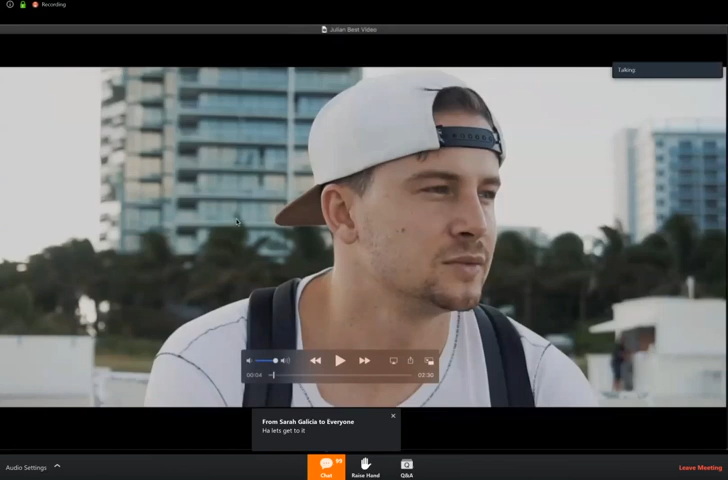 Recording
Julian Best Video
Talking:
00:04
02:30
From Sarah Galicia to Everyone
Ha lets get to it
Audio Settings
99
Chat
Raise Hand
Q&A
Leave Meeting